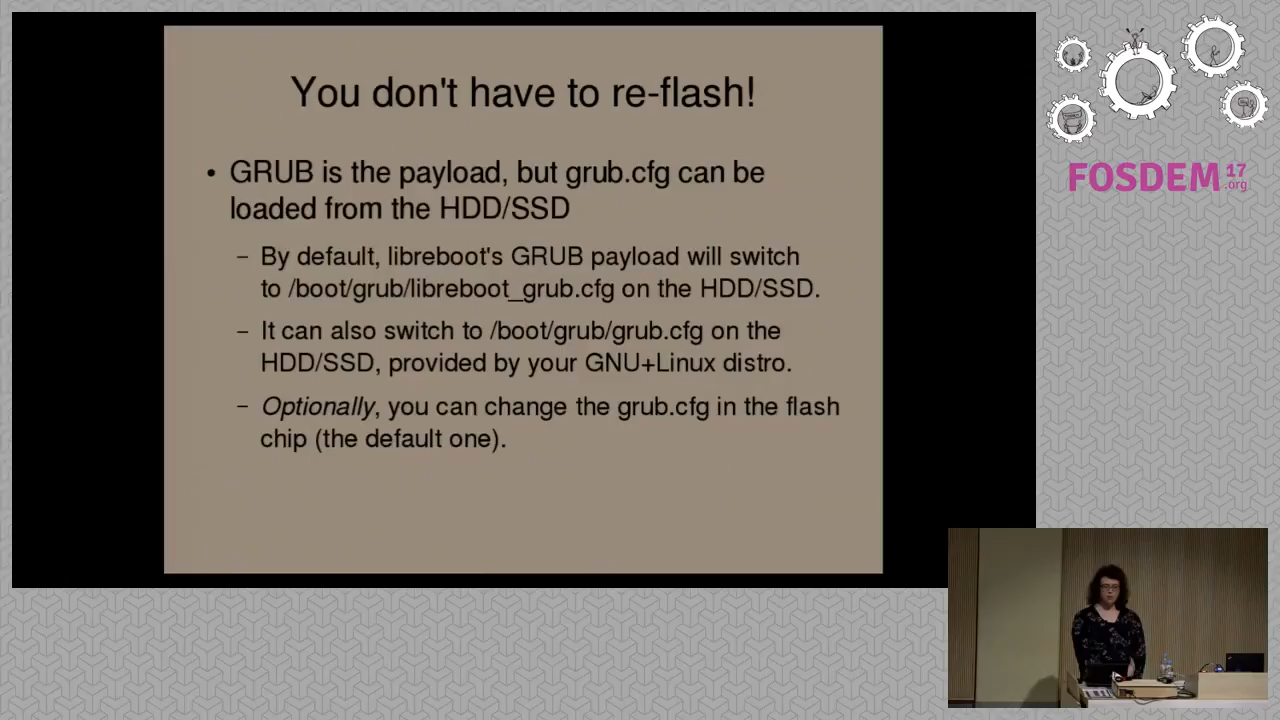 You don't have to re-flash!
• GRUB is the payload, but grub.cfg can be
loaded from the HDD/SSD
– By default, libreboot's GRUB payload will switch
to /boot/grub/libreboot_grub.cfg on the HDD/SSD.
– It can also switch to /boot/grub/grub.cfg on the
HDD/SSD, provided by your GNU+Linux distro.
– Optionally, you can change the grub.cfg in the flash
chip (the default one).
FOSDEM 17
.org